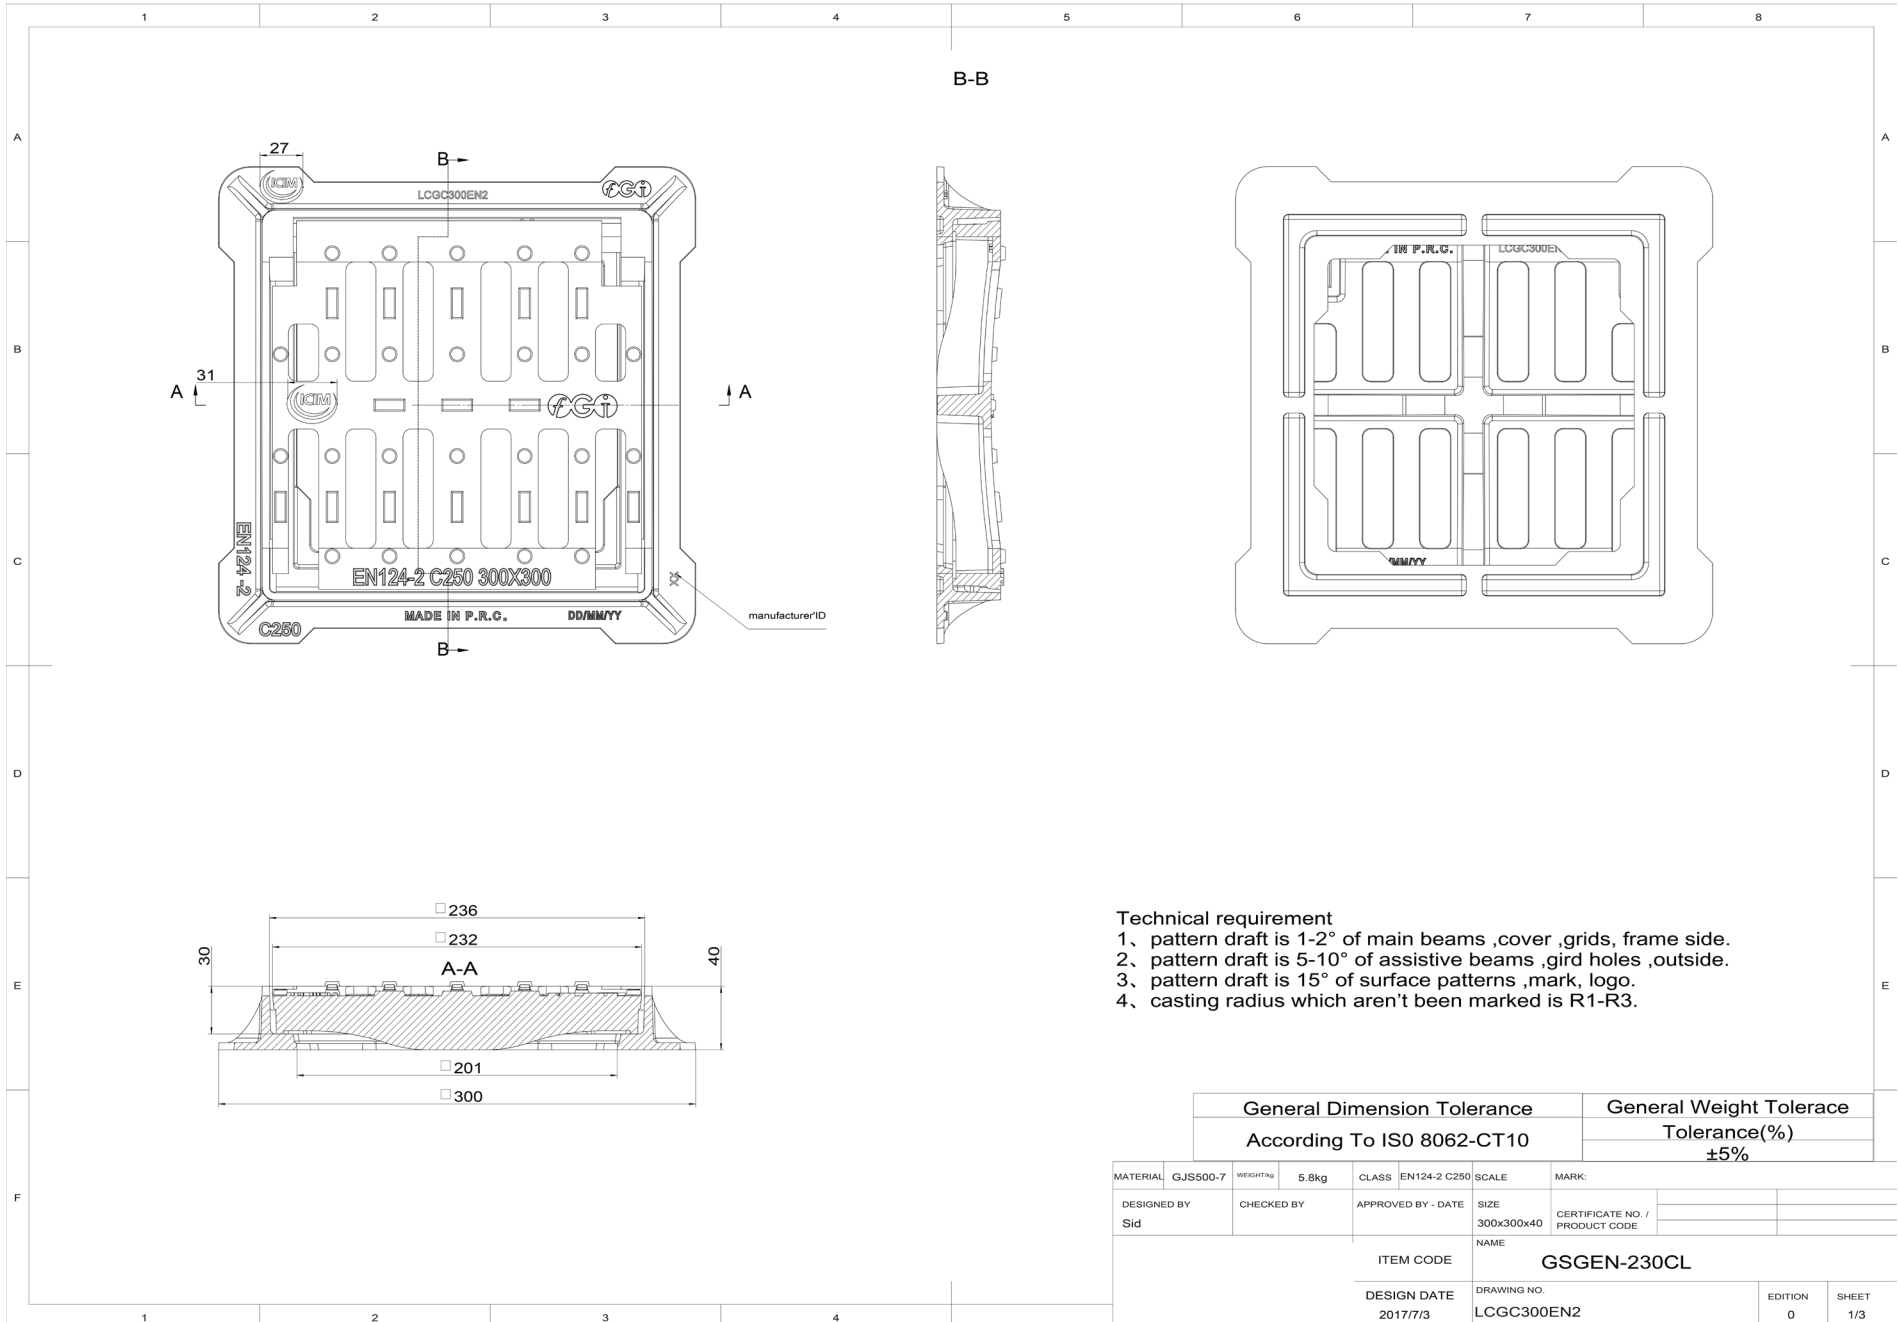 1 2 3 4 5 6 7 8
B-B
A A
27
B
ICIM
LCGC300EN2
fGi
IN P.R.C.
B B
31
A A
ICIM
fGi
EN124-2
C C
EN124-2 C250 300X300
XX
MADE IN P.R.C. DD/MM/YY
manufacturer'ID
C250
B
D D
□ 236
□ 232
30
40
A-A
E E
□ 201
□ 300
Technical requirement
1、 pattern draft is 1-2° of main beams ,cover ,grids, frame side.
2、 pattern draft is 5-10° of assistive beams ,gird holes ,outside.
3、 pattern draft is 15° of surface patterns ,mark, logo.
4、 casting radius which aren't been marked is R1-R3.
General Dimension Tolerance
According To IS0 8062-CT10
General Weight Tolerace
Tolerance(%)
±5%
F
MATERIAL GJS500-7 WEIGHT/kg 5.8kg CLASS EN124-2 C250 SCALE MARK:
DESIGNED BY CHECKED BY APPROVED BY - DATE SIZE
Sid 300x300x40
CERTIFICATE NO. /
PRODUCT CODE
NAME
ITEM CODE GSGEN-230CL
DESIGN DATE DRAWING NO. EDITION SHEET
2017/7/3 LCGC300EN2 0 1/3
1 2 3 4